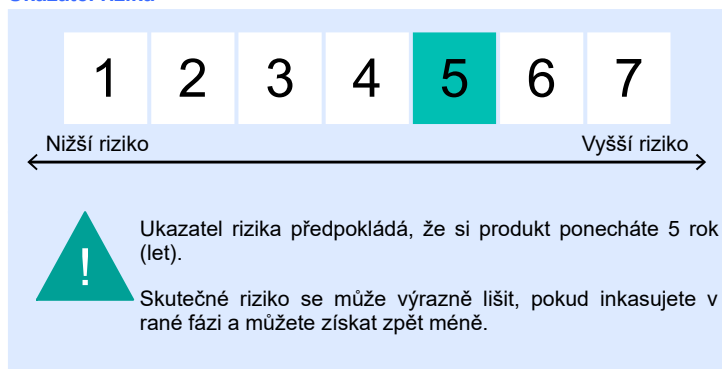 1 2 3 4 5 6 7
Nižší riziko Vyšší riziko
!
Ukazatel rizika předpokládá, že si produkt ponecháte 5 rok
(let).
Skutečné riziko se může výrazně lišit, pokud inkasujete v
rané fázi a můžete získat zpět méně.